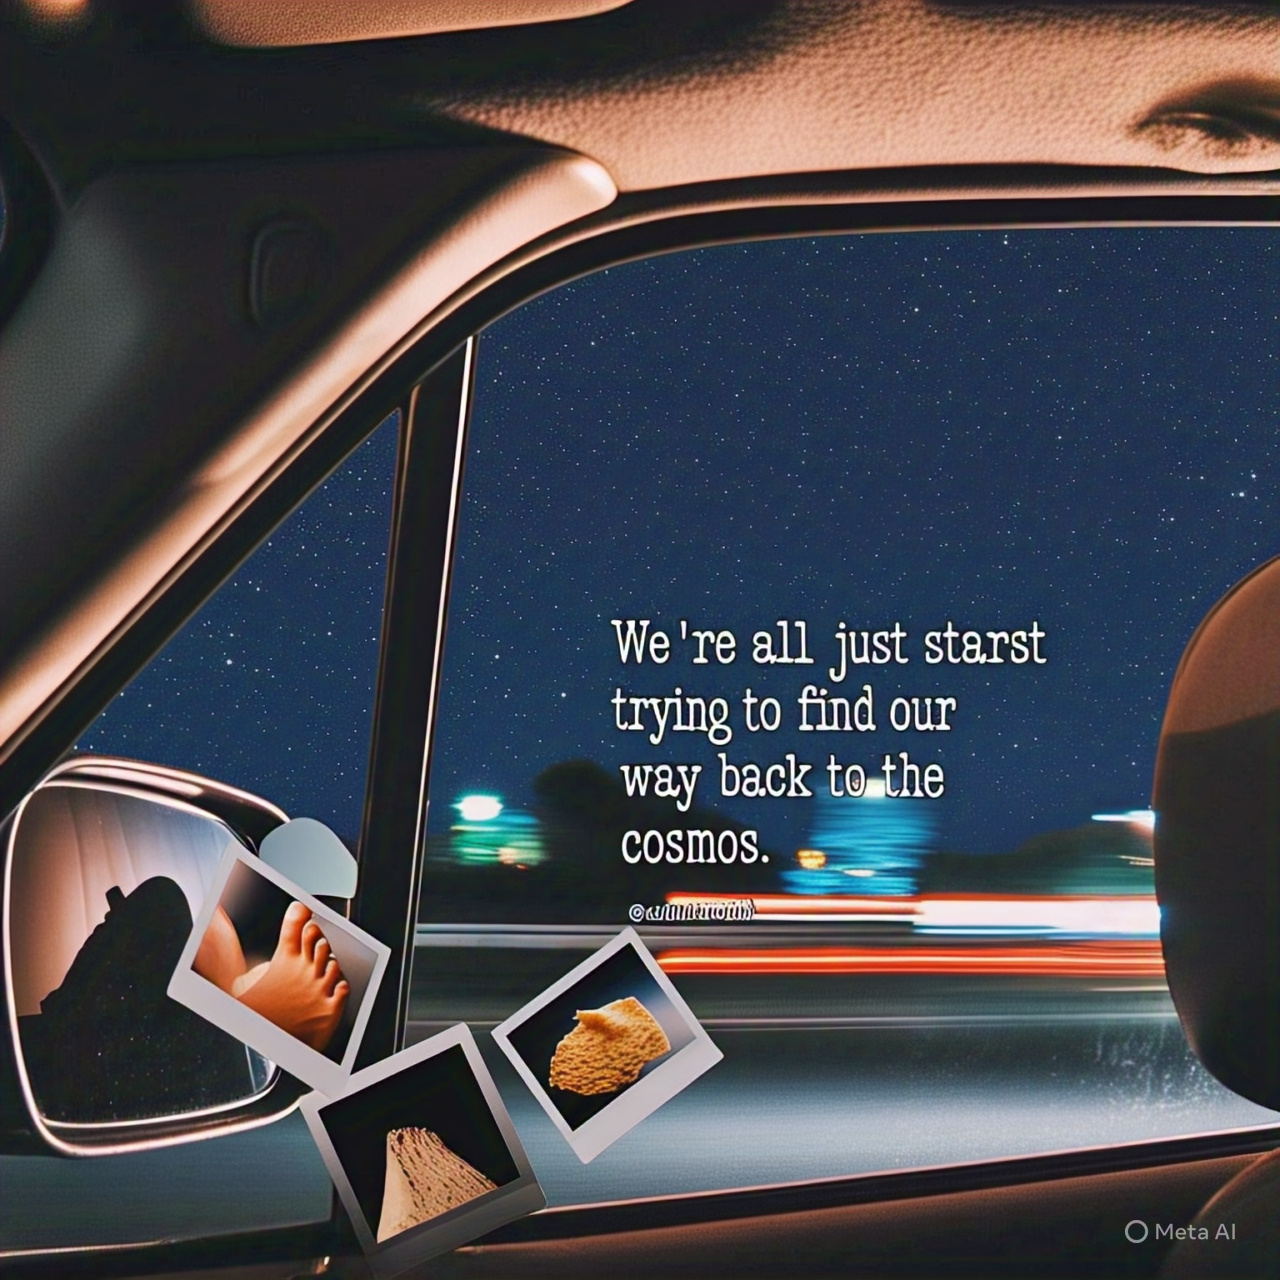 We're all just starst
trying to find our
way back to the
cosmos.
Meta AI